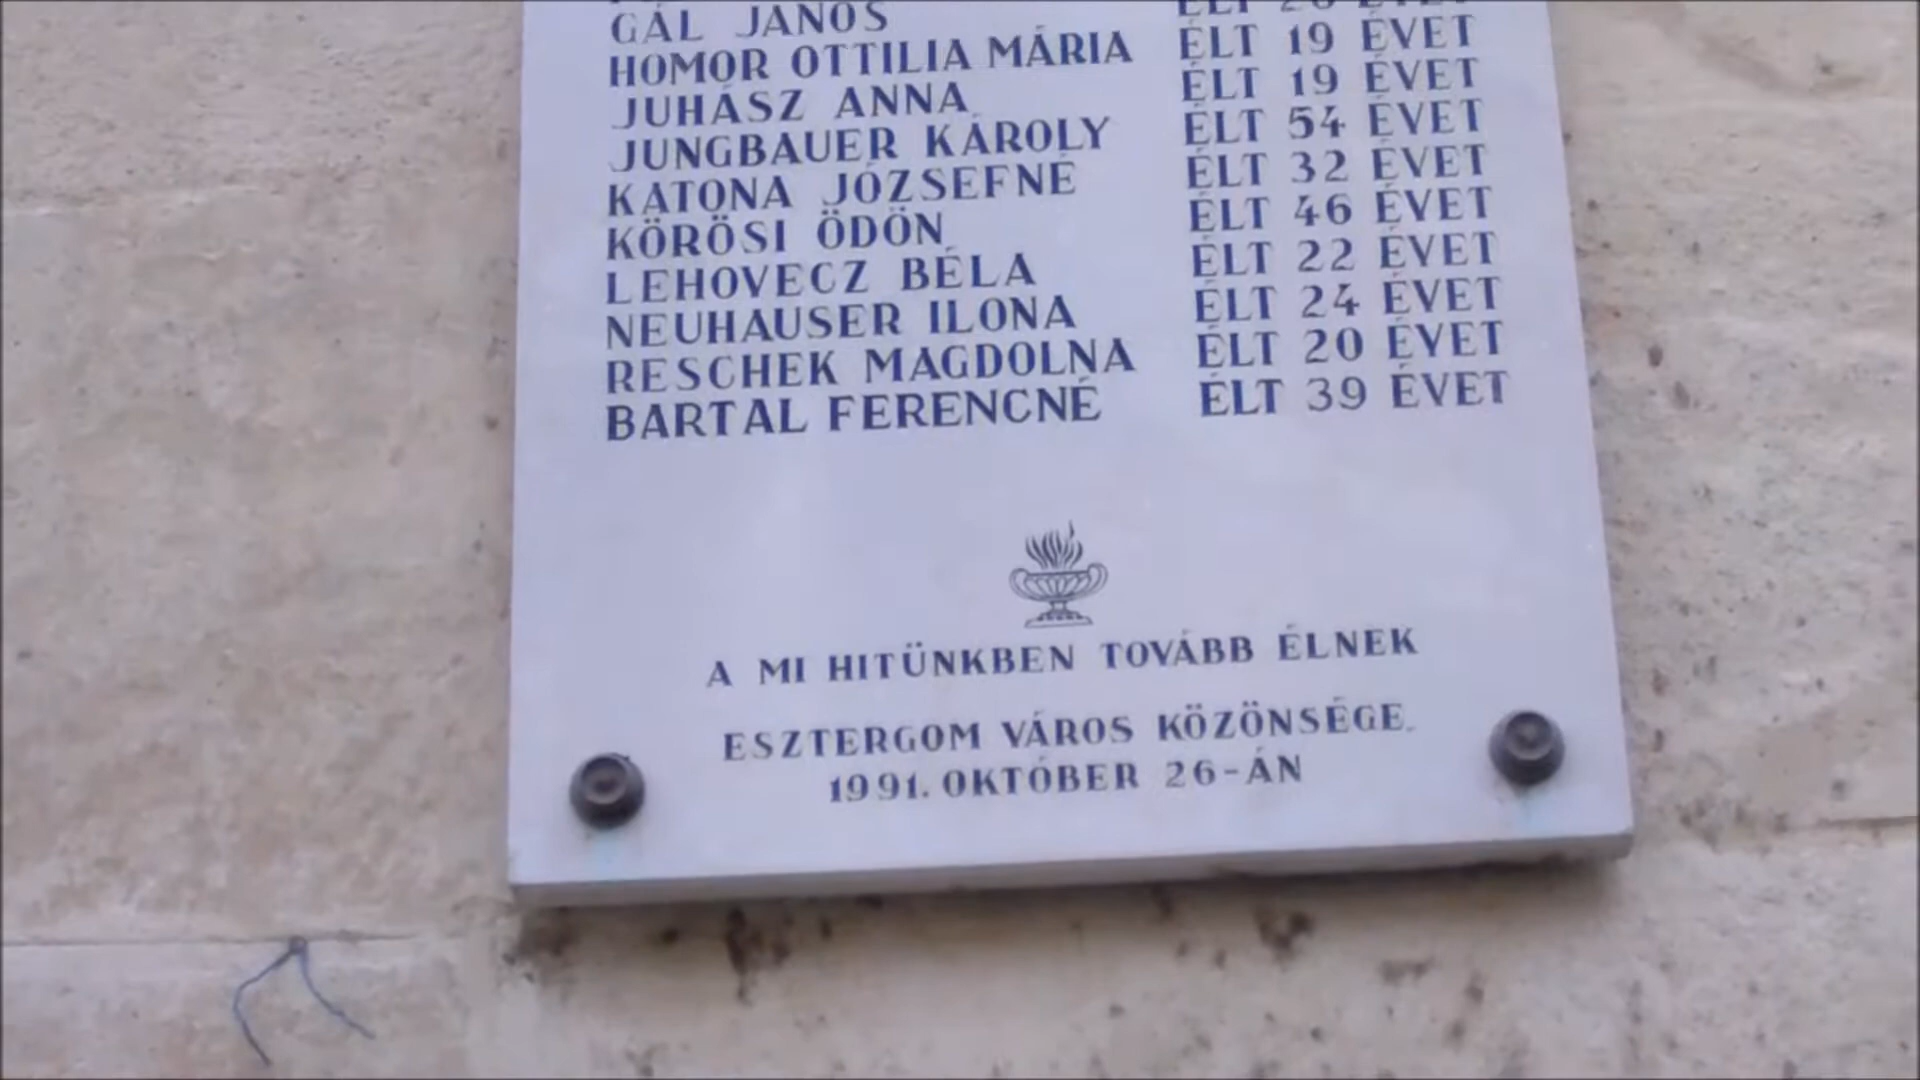 GÁL JÁNOS ÉLT ÉVET
HOMOR OTTILIA MÁRIA ÉLT 19 ÉVET
JUHÁSZ ANNA ÉLT 19 ÉVET
JUNGBAUER KÁROLY ÉLT 54 ÉVET
KATONA JÓZSEFNÉ ÉLT 32 ÉVET
KÖRÖSI ÖDÖN ÉLT 46 ÉVET
LEHOVECZ BÉLA ÉLT 22 ÉVET
NEUHAUSER ILONA ÉLT 24 ÉVET
RESCHEK MAGDOLNA ÉLT 20 ÉVET
BARTAL FERENCNÉ ÉLT 39 ÉVET
A MI HITÜNKBEN TOVÁBB ÉLNEK
ESZTERGOM VÁROS KÖZÖNSÉGE.
1991. OKTÓBER 26-ÁN